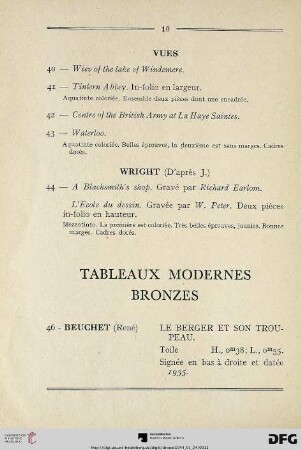 10
VUES
40 — Wiev of the lake of Windemere.
41 — Tintern Abbey. In-folio en largeur.
Aquatinte coloriée. Ensemble deux pièces dont une encadrée.
42 — Centre of the British Army at La Haye Saintes.
43 — Waterloo.
Aquatinte coloriée. Belles épreuves, la deuxième est sans marges. Cadres
dorés.
WRIGHT (D'après J.)
44 — A Blacksmith's shop. Gravé par Richard Earlom.
L'Ecole du dessin. Gravée par W. Peter. Deux pièces
in-folio en hauteur.
Mezzotinto. La première est coloriée. Très belles épreuves, jaunies. Bonnes
marges. Cadres dorés.
TABLEAUX MODERNES
BRONZES
46 - BEUCHET (René)
LE BERGER ET SON TROU-
PEAU.
Toile H., 0m38; L., 0m55.
Signée en bas à droite et datée
1935.